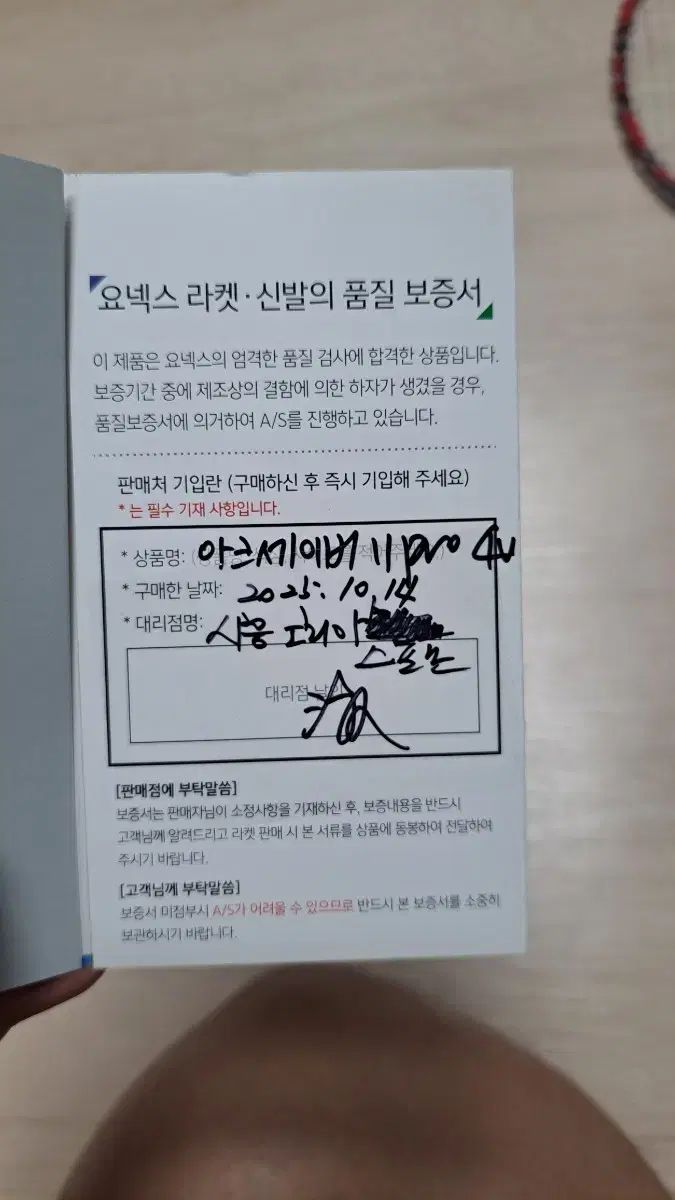 요넥스 라켓·신발의 품질 보증서
이 제품은 요넥스의 엄격한 품질 검사에 합격한 상품입니다.
보증기간 중에 제조상의 결함에 의한 하자가 생겼을 경우,
품질보증서에 의거하여 A/S를 진행하고 있습니다.
판매처 기입란 (구매하신 후 즉시 기입해 주세요)
* 는 필수 기재 사항입니다.
* 상품명: 아크세이버 11 pro 4u
* 구매한 날짜: 2025. 10. 14
* 대리점명: 코리아
스포츠
대리점 날인
[판매점에 부탁말씀]
보증서는 판매자님이 소정사항을 기재하신 후, 보증내용을 반드시
고객님께 알려드리고 라켓 판매 시 본 서류를 상품에 동봉하여 전달하여
주시기 바랍니다.
[고객님께 부탁말씀]
보증서 미첨부시 A/S가 어려울 수 있으므로 반드시 본 보증서를 소중히
보관하시기 바랍니다.